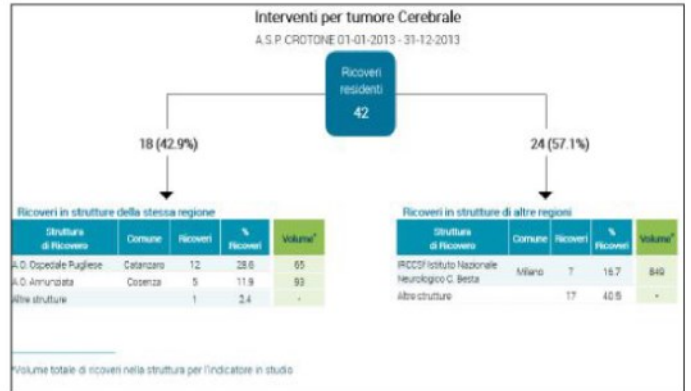 Interventi per tumore Cerebrale
A.S.P CROTONE 01-01-2013 - 31-12-2013
Ricoveri
residenti
42
18 (42.9%)
24 (57.1%)
Ricoveri in strutture della stessa regione
Struttura
di Ricovero
Comune
Ricoveri
%
Ricoveri
Volume*
A.O. Ospedale Pugliese Catanzaro 12 28.6 65
A.O. Annunziata Cosenza 5 11.9 93
Altre strutture 1 2.4 -
Ricoveri in strutture di altre regioni
Struttura
di Ricovero
Comune
Ricoveri
%
Ricoveri
Volume*
Istituto Nazionale
Neurologico C. Besta
Milano 7 16.7 849
Altre strutture 17 40.5 -
*Volume totale di ricoveri nella struttura per l'indicatore in studio